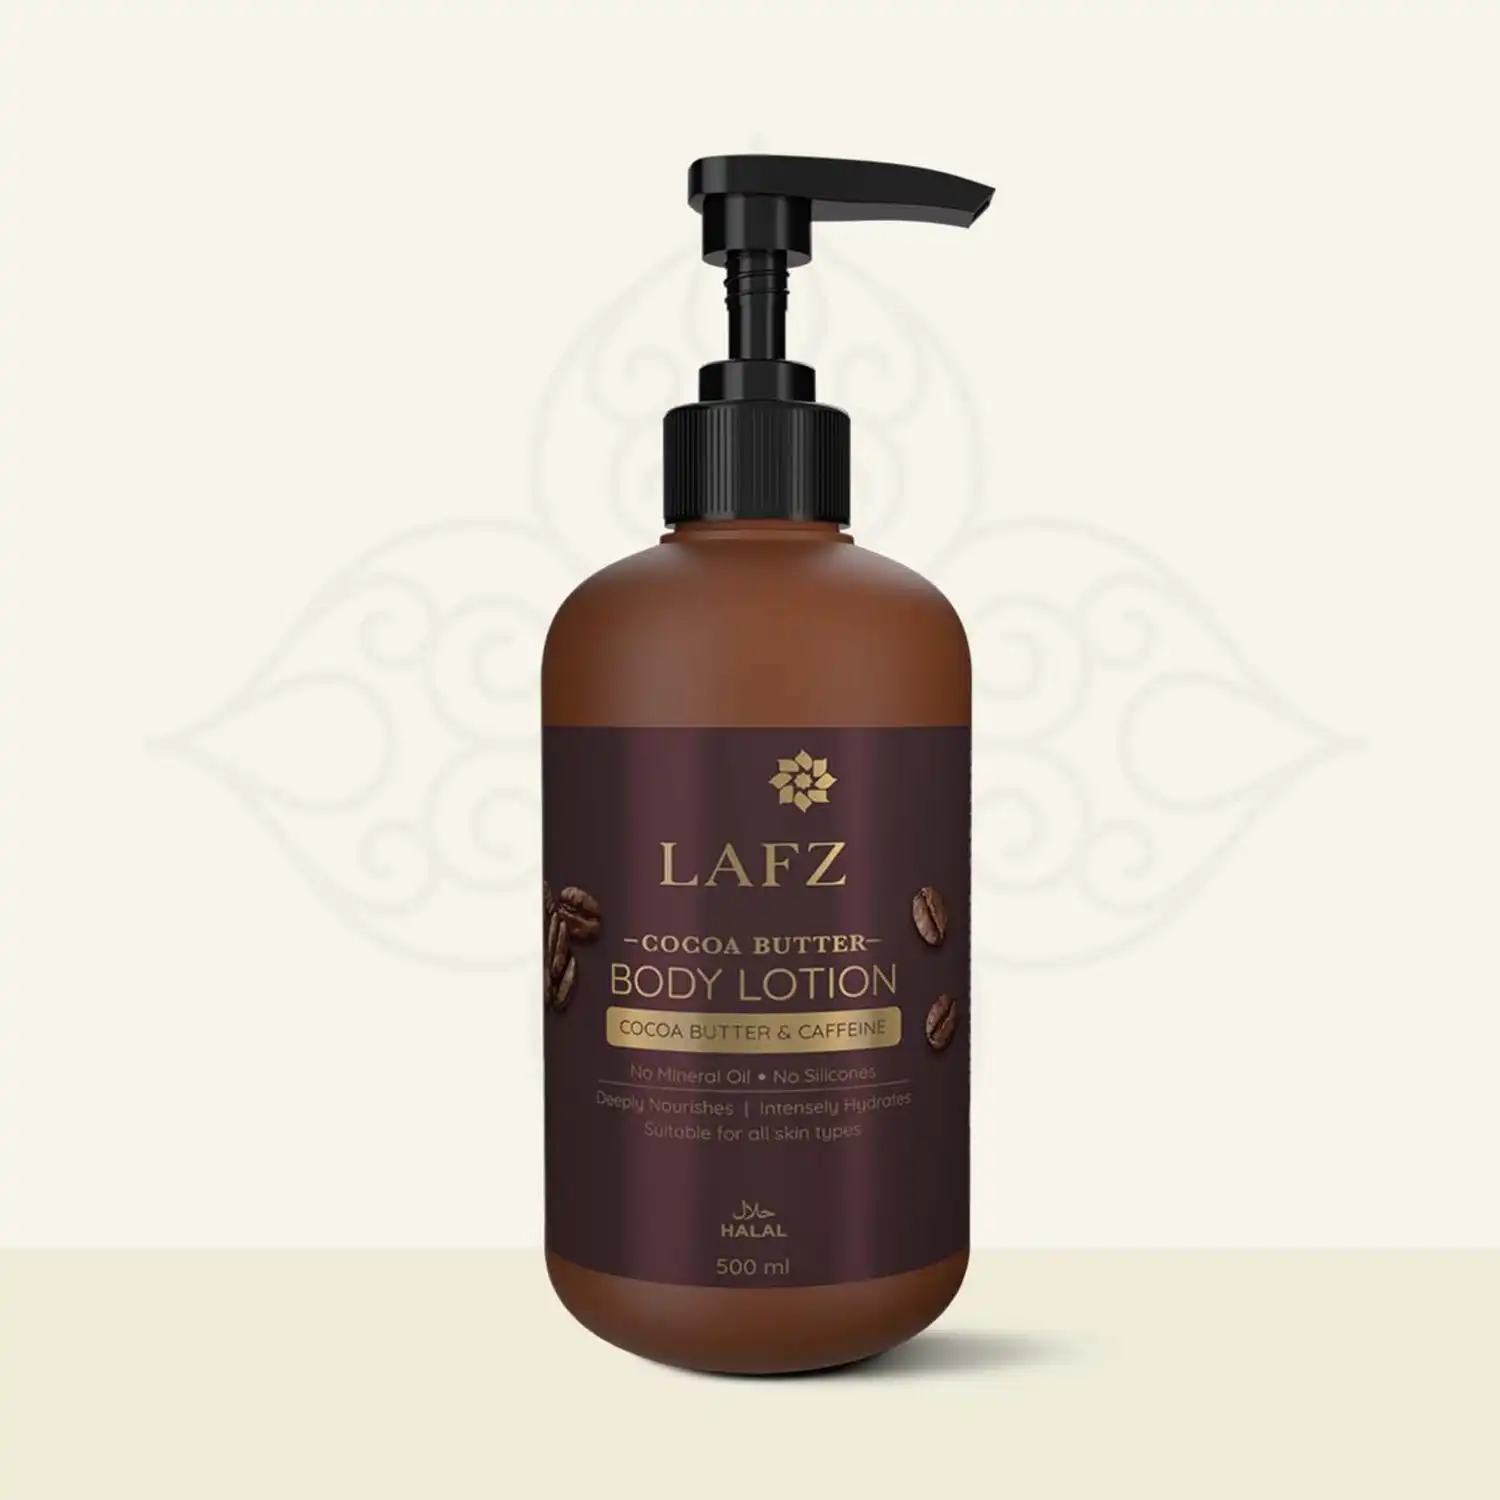 LAFZ
-COCOA BUTTER-
BODY LOTION
COCOA BUTTER & CAFFEINE
No Mineral Oil • No Silicones
Deeply Nourishes | Intensely Hydrates
Suitable for all skin types
حلال
HALAL
500 ml